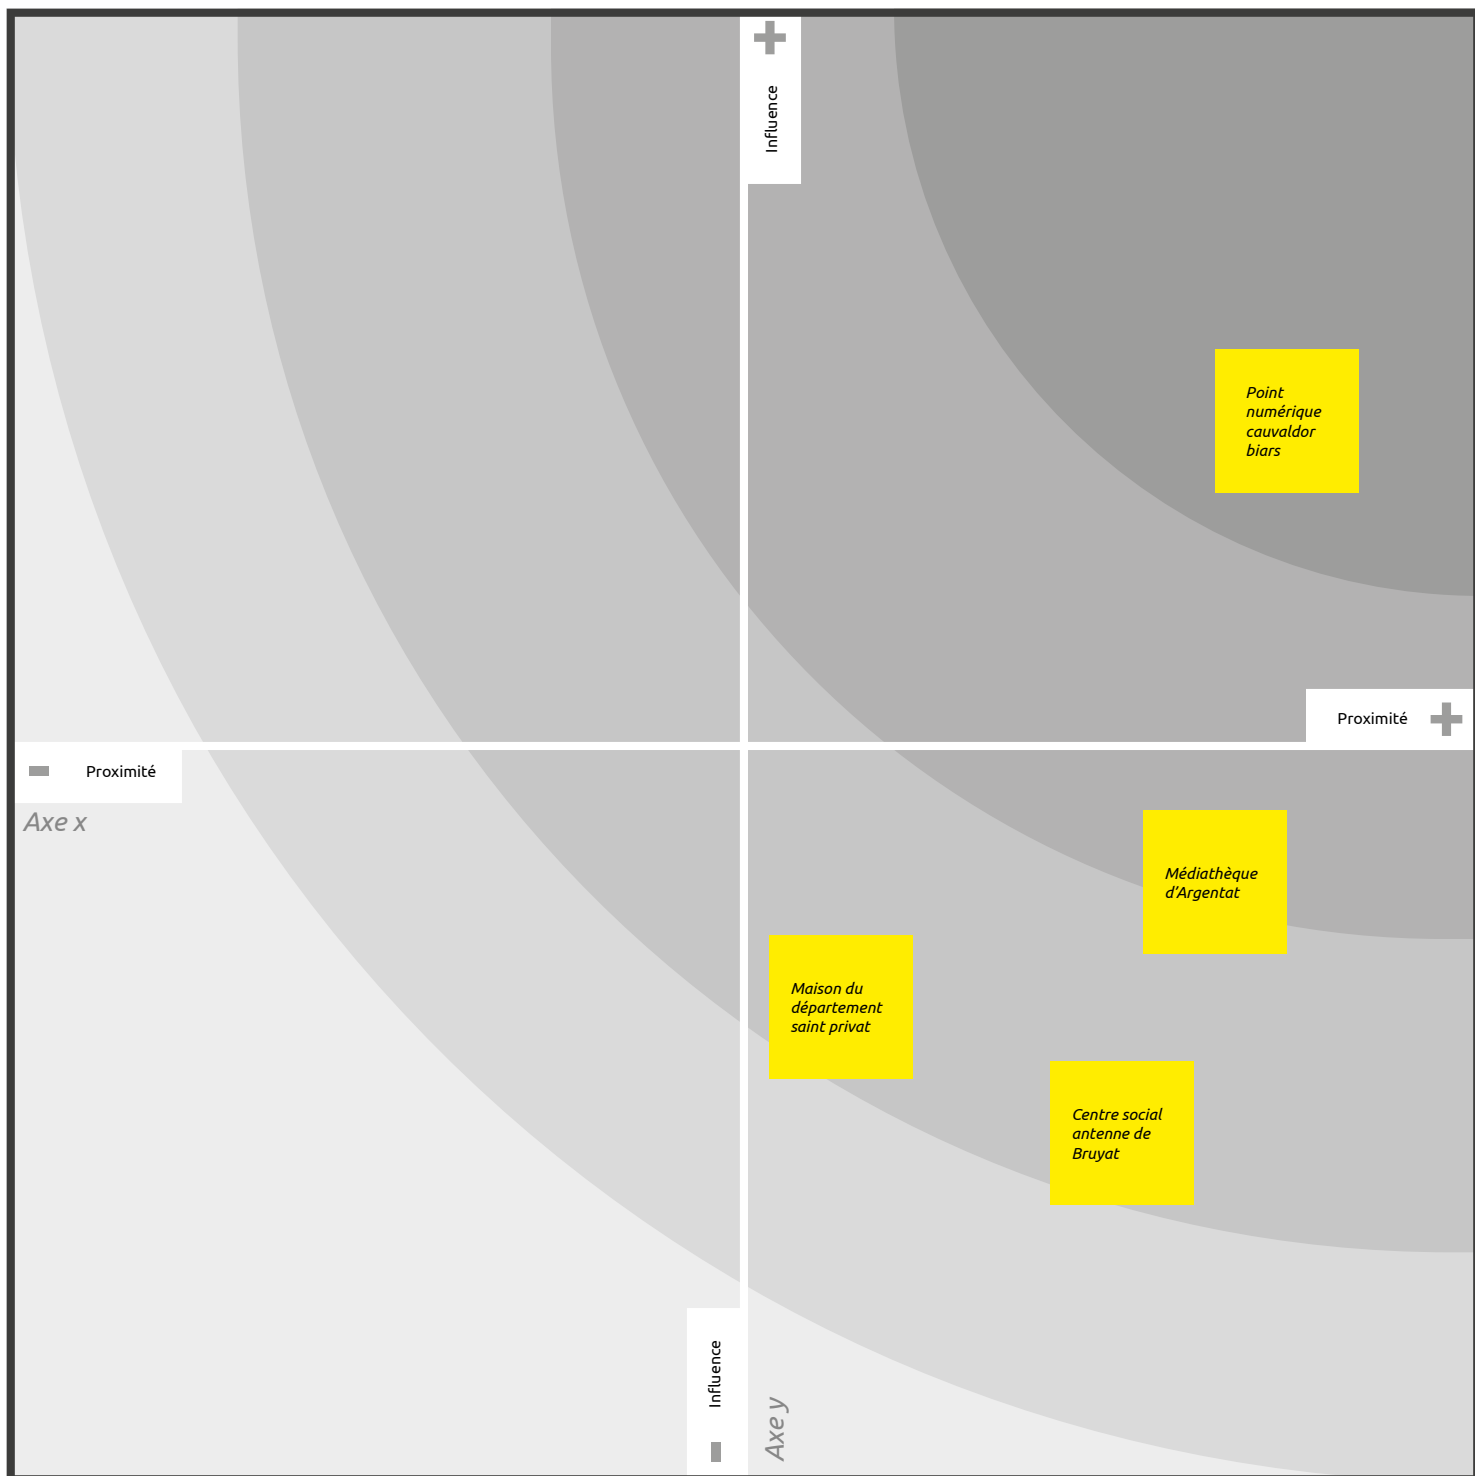 Influence
Point
numérique
cauvaldor
biars
Proximité
Proximité
Axe x
Médiathèque
d'Argentat
Maison du
département
saint privat
Centre social
antenne de
Bruyat
Influence
Axe y